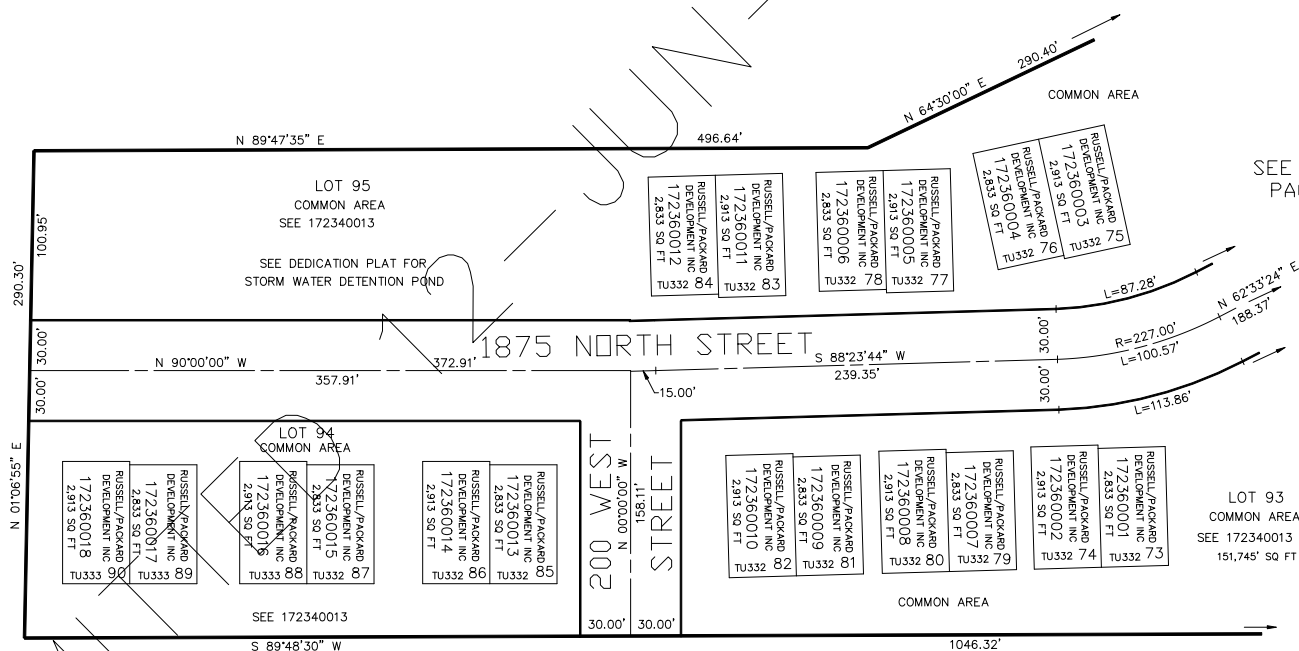 290.40'
N 64°30'00" E
COMMON AREA
N 89°47'35" E
496.64'
LOT 95
COMMON AREA
SEE 172340013
SEE DEDICATION PLAT FOR
STORM WATER DETENTION POND
100.95'
290.30'
RUSSELL/PACKARD
DEVELOPMENT INC
172360012
2,833 SQ FT
TU332 84
RUSSELL/PACKARD
DEVELOPMENT INC
172360011
2,913 SQ FT
TU332 83
RUSSELL/PACKARD
DEVELOPMENT INC
172360006
2,833 SQ FT
TU332 78
RUSSELL/PACKARD
DEVELOPMENT INC
172360005
2,913 SQ FT
TU332 77
RUSSELL/PACKARD
DEVELOPMENT INC
172360004
2,833 SQ FT
TU332 76
RUSSELL/PACKARD
DEVELOPMENT INC
172360003
2,913 SQ FT
TU332 75
SEE
JUN
30.00'
30.00'
1875 NORTH STREET
N 90°00'00" W
372.91'
357.91'
15.00'
S 88°23'44" W
239.35'
30.00'
30.00'
L=87.28'
R=227.00'
L=100.57'
N 62°33'24" E
188.37'
L=113.86'
N 01°06'55" E
LOT 94
COMMON AREA
RUSSELL/PACKARD
DEVELOPMENT INC
172360018
2,913 SQ FT
TU333 90
RUSSELL/PACKARD
DEVELOPMENT INC
172360017
2,833 SQ FT
TU333 89
RUSSELL/PACKARD
DEVELOPMENT INC
172360016
2,913 SQ FT
TU333 88
RUSSELL/PACKARD
DEVELOPMENT INC
172360015
2,833 SQ FT
TU332 87
RUSSELL/PACKARD
DEVELOPMENT INC
172360014
2,913 SQ FT
TU332 86
RUSSELL/PACKARD
DEVELOPMENT INC
172360013
2,833 SQ FT
TU332 85
200 WEST
STREET
N 0°00'00" W
158.11'
RUSSELL/PACKARD
DEVELOPMENT INC
172360010
2,913 SQ FT
TU332 82
RUSSELL/PACKARD
DEVELOPMENT INC
172360009
2,833 SQ FT
TU332 81
RUSSELL/PACKARD
DEVELOPMENT INC
172360008
2,913 SQ FT
TU332 80
RUSSELL/PACKARD
DEVELOPMENT INC
172360007
2,833 SQ FT
TU332 79
RUSSELL/PACKARD
DEVELOPMENT INC
172360002
2,913 SQ FT
TU332 74
RUSSELL/PACKARD
DEVELOPMENT INC
172360001
2,833 SQ FT
TU332 73
LOT 93
COMMON AREA
SEE 172340013
151,745' SQ FT
COMMON AREA
SEE 172340013
30.00'
30.00'
S 89°48'30" W
1046.32'